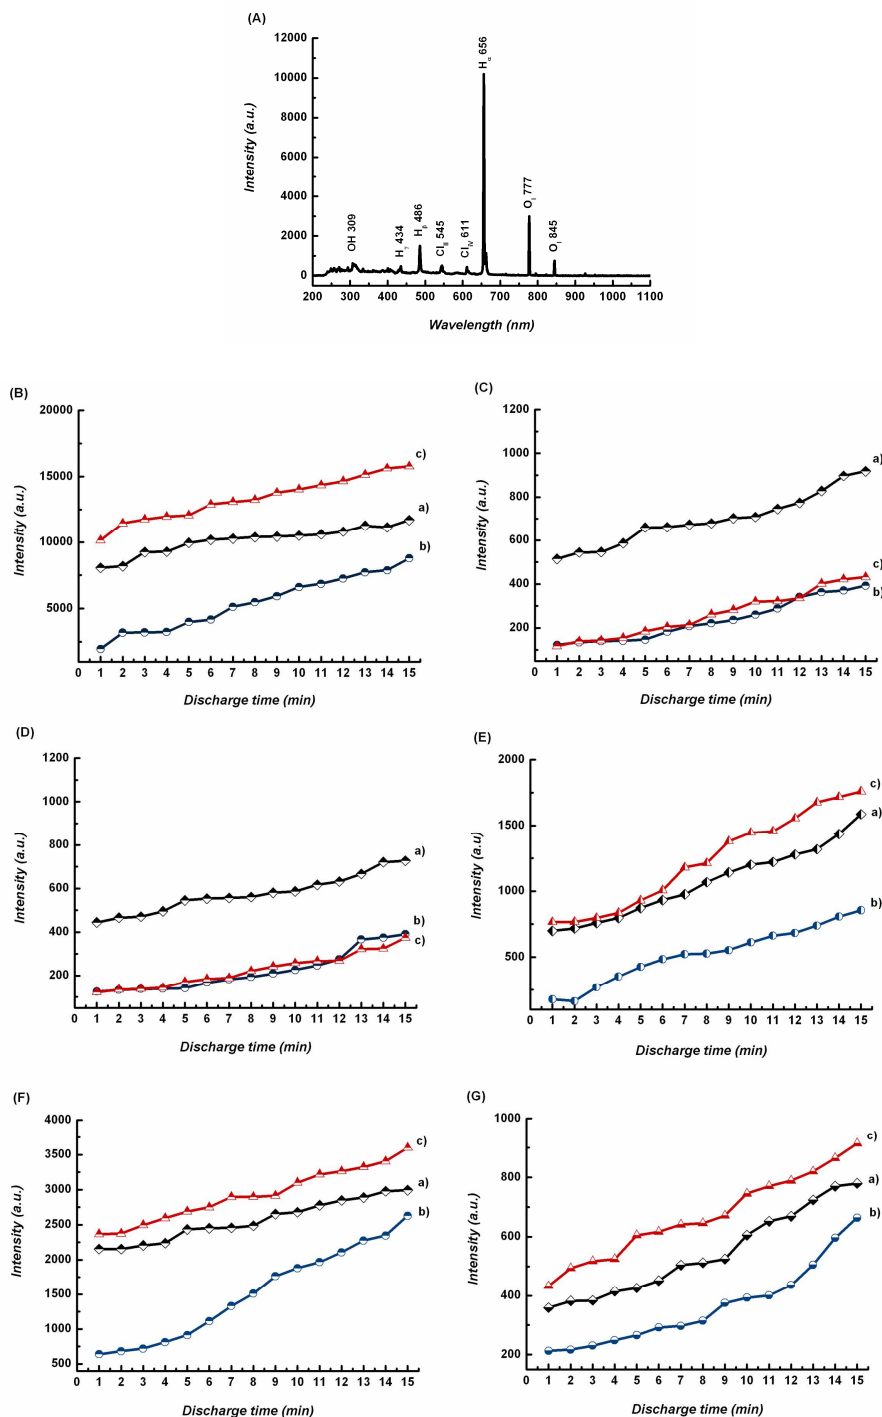 (A)
12000
10000
8000
6000
4000
2000
0
Intensity (a.u.)
OH 309
Hγ 434
Hβ 486
ClII 545
ClIV 611
Hα 656
OI 777
OI 845
200 300 400 500 600 700 800 900 1000 1100
Wavelength (nm)
(B)
20000
15000
10000
5000
Intensity (a.u.)
c)
a)
b)
1 2 3 4 5 6 7 8 9 10 11 12 13 14 15
Discharge time (min)
(C)
1200
1000
800
600
400
200
Intensity (a.u.)
a)
c)
b)
1 2 3 4 5 6 7 8 9 10 11 12 13 14 15
Discharge time (min)
(D)
1200
1000
800
600
400
200
Intensity (a.u.)
a)
b)
c)
1 2 3 4 5 6 7 8 9 10 11 12 13 14 15
Discharge time (min)
(E)
2000
1500
1000
500
Intensity (a.u)
c)
a)
b)
1 2 3 4 5 6 7 8 9 10 11 12 13 14 15
Discharge time (min)
(F)
4000
3500
3000
2500
2000
1500
1000
500
Intensity (a.u.)
c)
a)
b)
1 2 3 4 5 6 7 8 9 10 11 12 13 14 15
Discharge time (min)
(G)
1000
800
600
400
200
Intensity (a.u.)
c)
a)
b)
1 2 3 4 5 6 7 8 9 10 11 12 13 14 15
Discharge time (min)